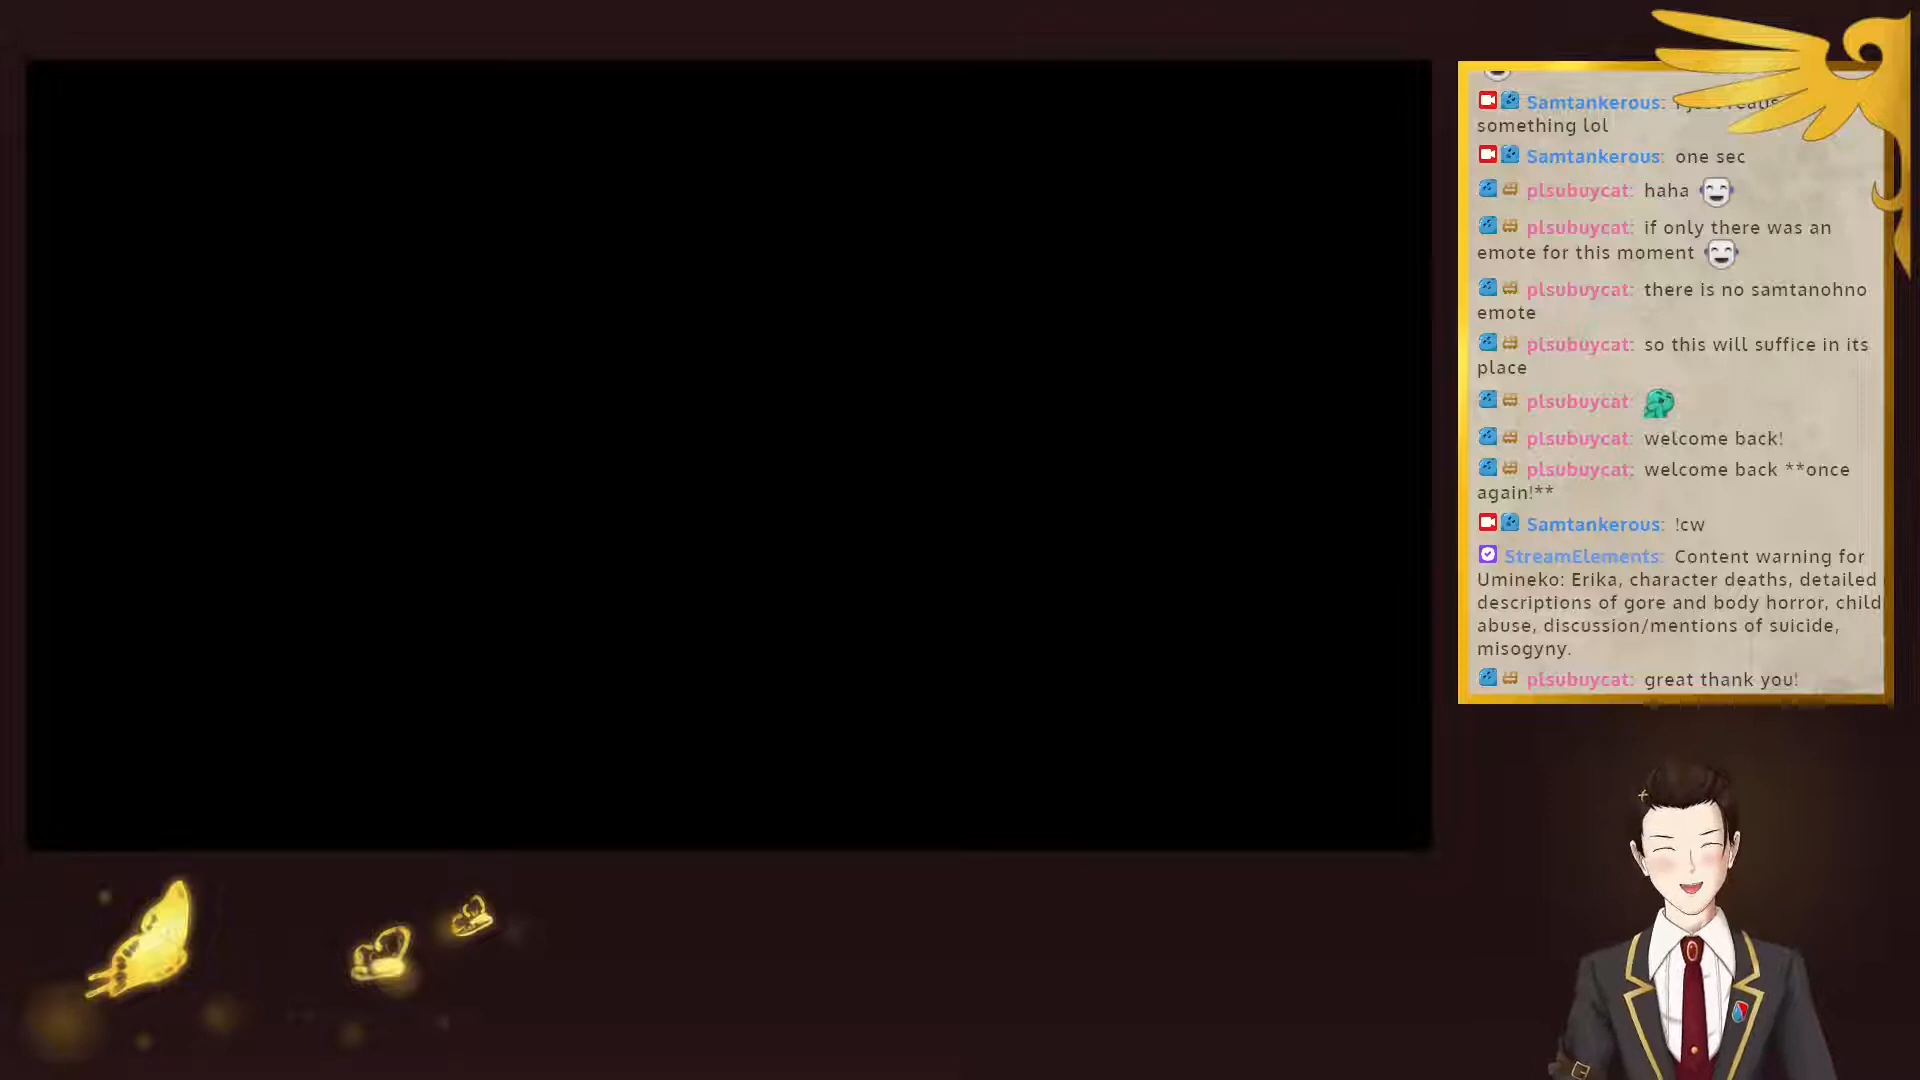 Samtankerous: I just
something lol
Samtankerous: one sec
plsubuycat: haha
plsubuycat: if only there was an
emote for this moment
plsubuycat: there is no samtanohno
emote
plsubuycat: so this will suffice in its
place
plsubuycat:
plsubuycat: welcome back!
plsubuycat: welcome back **once
again!**
Samtankerous: !cw
StreamElements: Content warning for
Umineko: Erika, character deaths, detailed
descriptions of gore and body horror, child
abuse, discussion/mentions of suicide,
misogyny.
plsubuycat: great thank you!